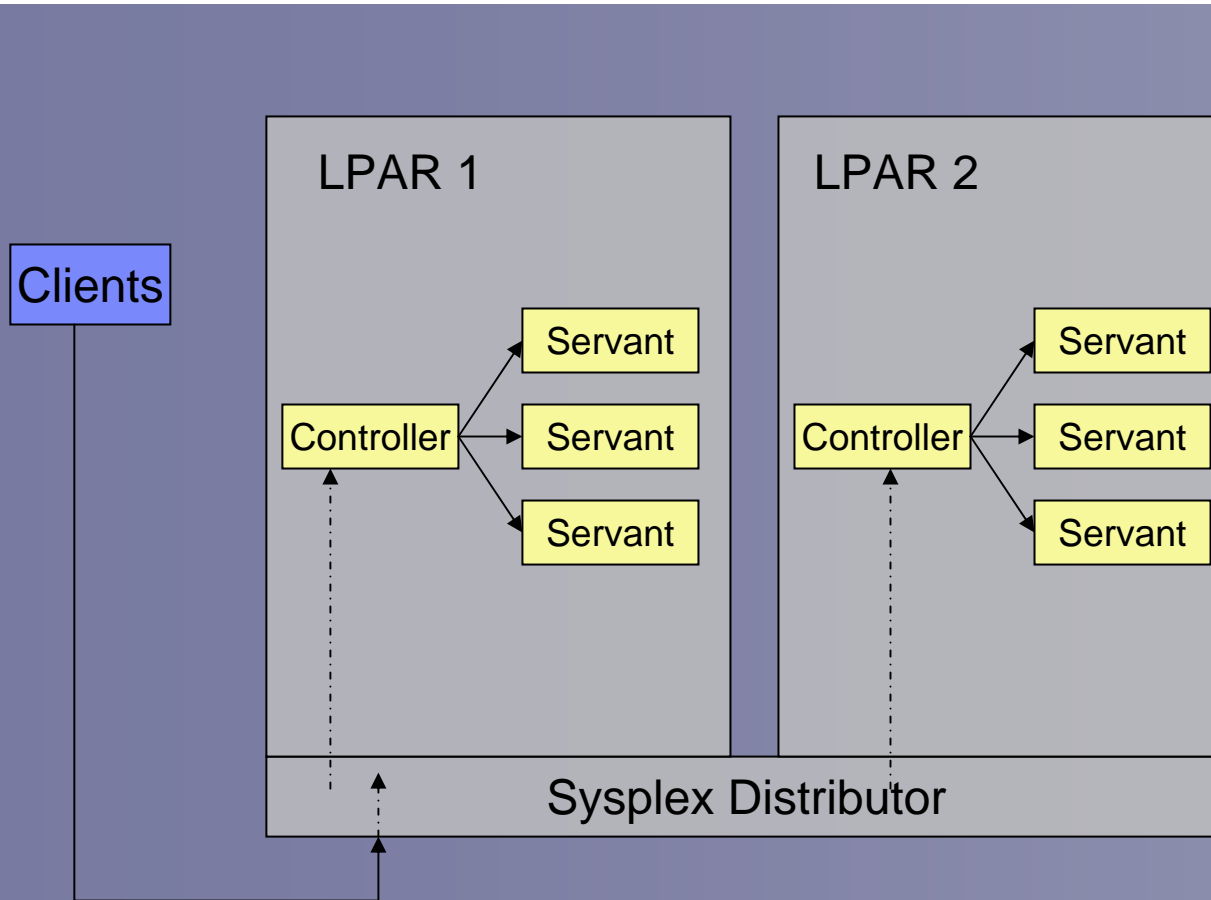 LPAR 1
LPAR 2
Clients
Servant
Servant
Controller
Servant
Controller
Servant
Servant
Servant
Sysplex Distributor